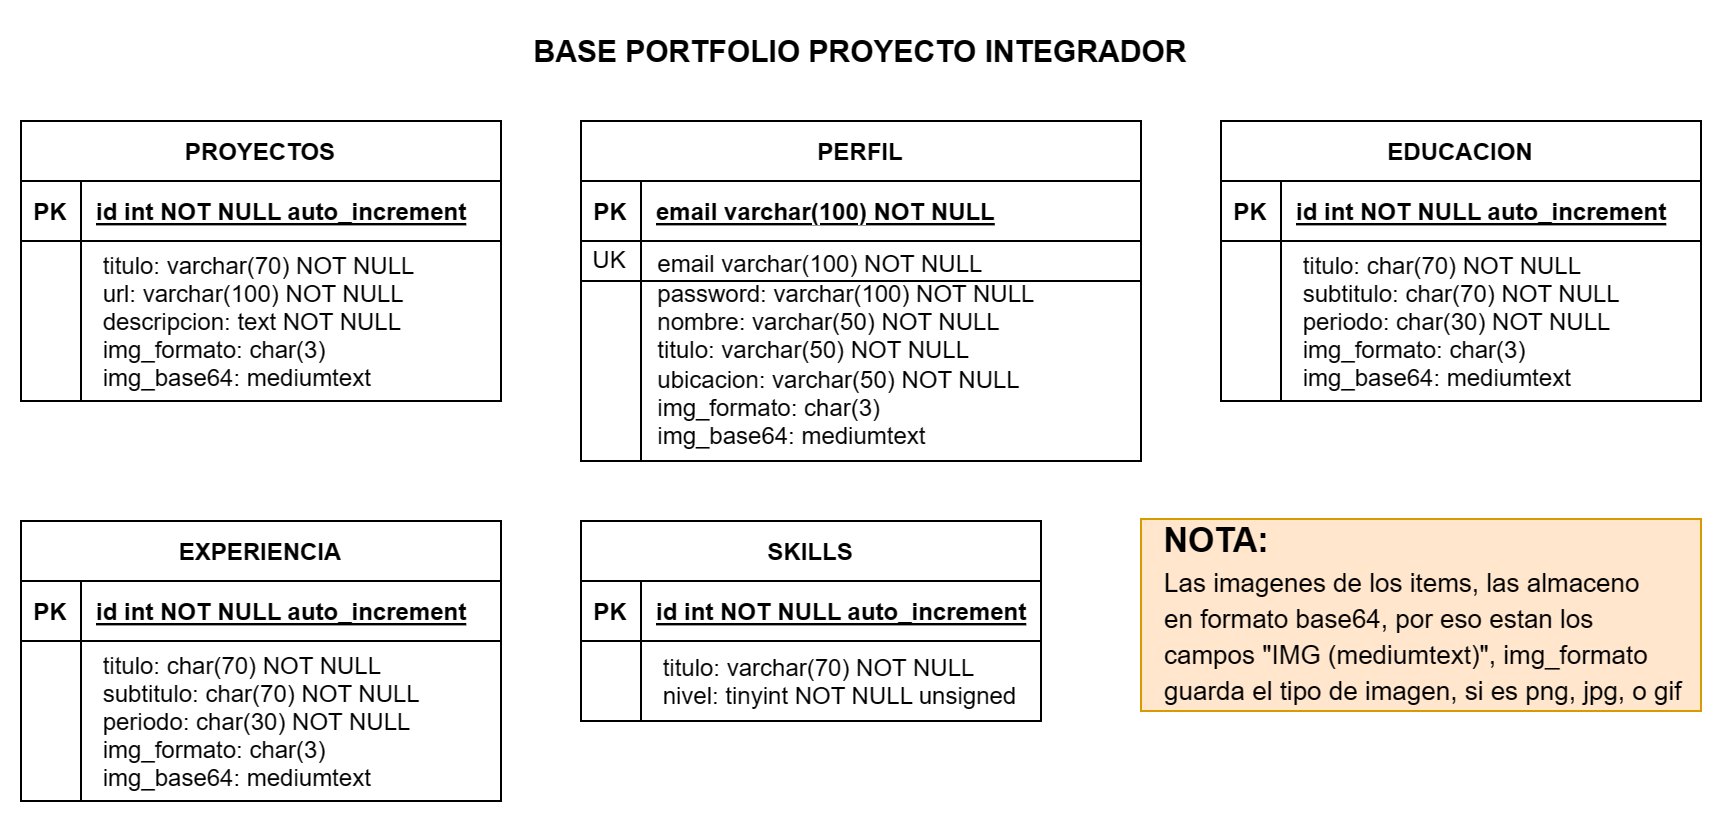 BASE PORTFOLIO PROYECTO INTEGRADOR
PROYECTOS
PK id int NOT NULL auto_increment
titulo: varchar(70) NOT NULL
url: varchar(100) NOT NULL
descripcion: text NOT NULL
img_formato: char(3)
img_base64: mediumtext
PERFIL
PK email varchar(100) NOT NULL
UK email varchar(100) NOT NULL
password: varchar(100) NOT NULL
nombre: varchar(50) NOT NULL
titulo: varchar(50) NOT NULL
ubicacion: varchar(50) NOT NULL
img_formato: char(3)
img_base64: mediumtext
EDUCACION
PK id int NOT NULL auto_increment
titulo: char(70) NOT NULL
subtitulo: char(70) NOT NULL
periodo: char(30) NOT NULL
img_formato: char(3)
img_base64: mediumtext
EXPERIENCIA
PK id int NOT NULL auto_increment
titulo: char(70) NOT NULL
subtitulo: char(70) NOT NULL
periodo: char(30) NOT NULL
img_formato: char(3)
img_base64: mediumtext
SKILLS
PK id int NOT NULL auto_increment
titulo: varchar(70) NOT NULL
nivel: tinyint NOT NULL unsigned
NOTA:
Las imagenes de los items, las almaceno
en formato base64, por eso estan los
campos "IMG (mediumtext)", img_formato
guarda el tipo de imagen, si es png, jpg, o gif